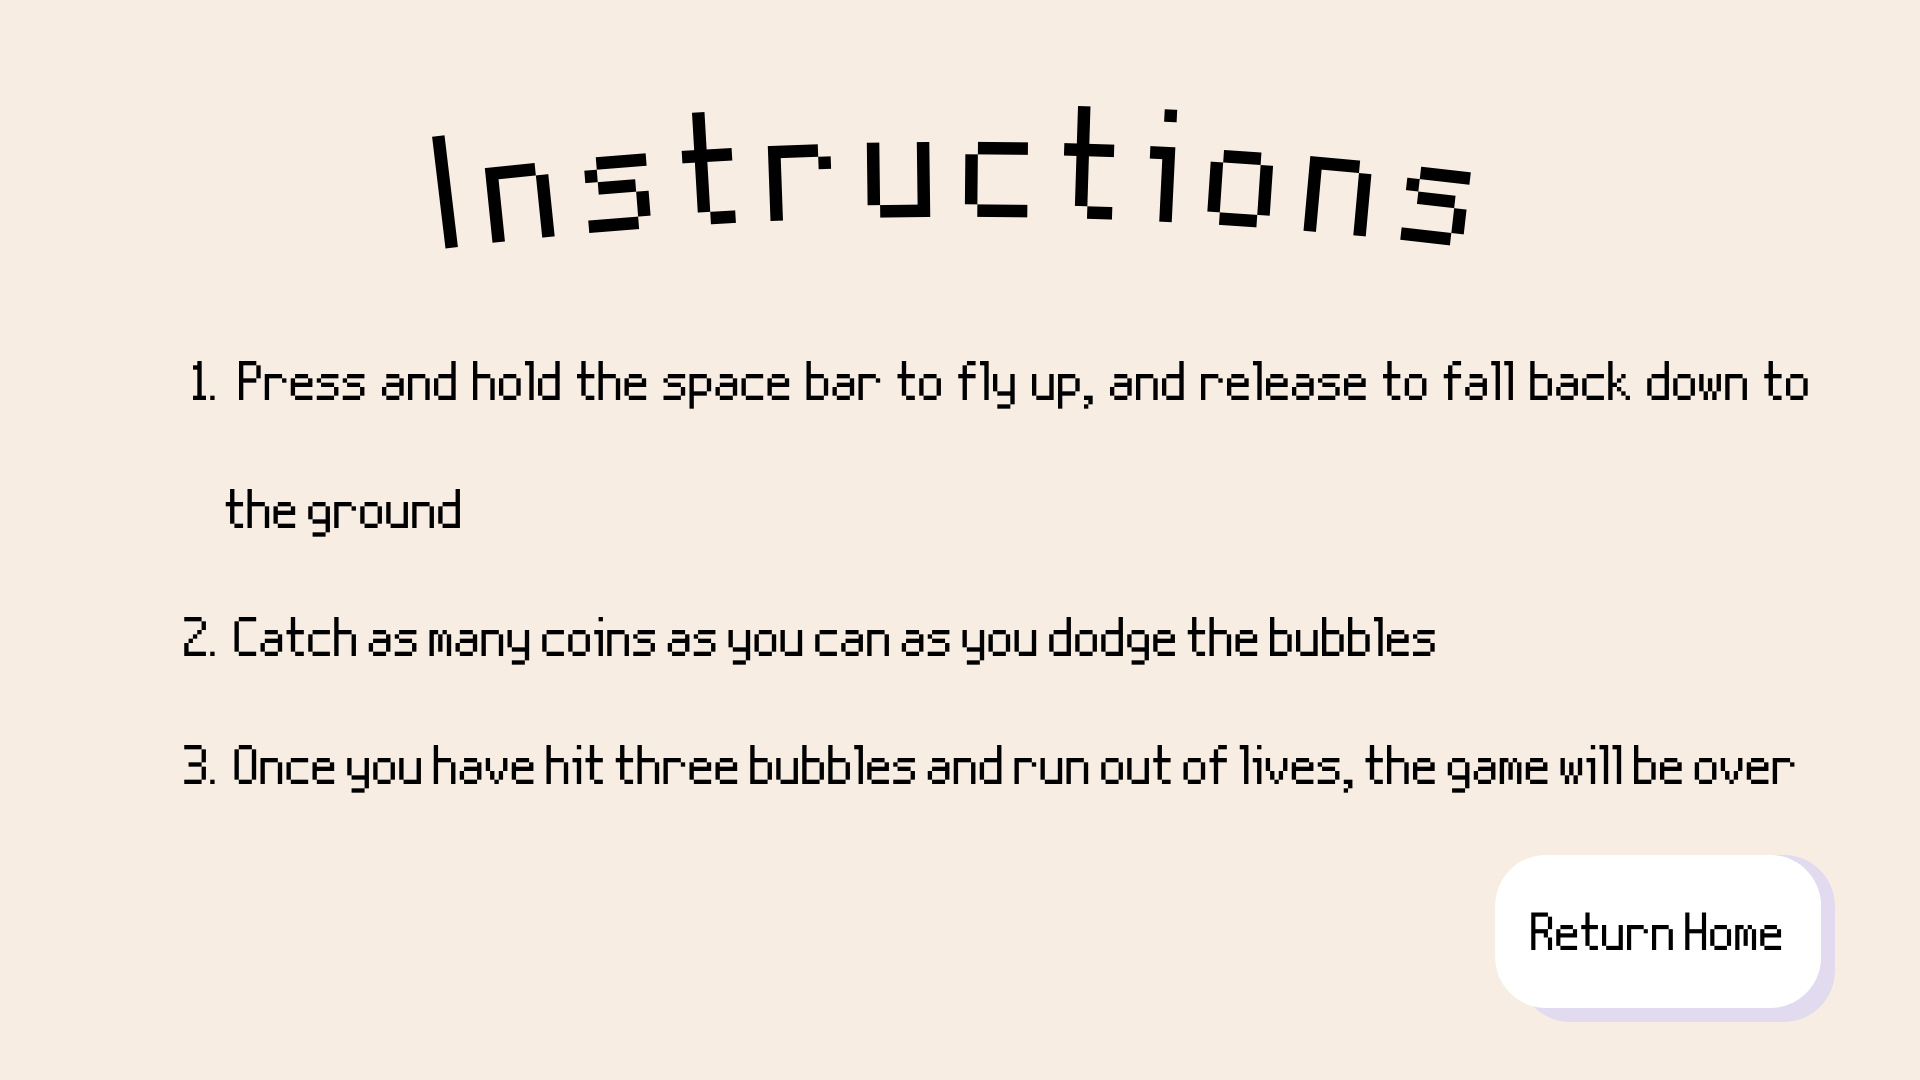 Instructions
1. Press and hold the space bar to fly up, and release to fall back down to
the ground
2. Catch as many coins as you can as you dodge the bubbles
3. Once you have hit three bubbles and run out of lives, the game will be over
Return Home